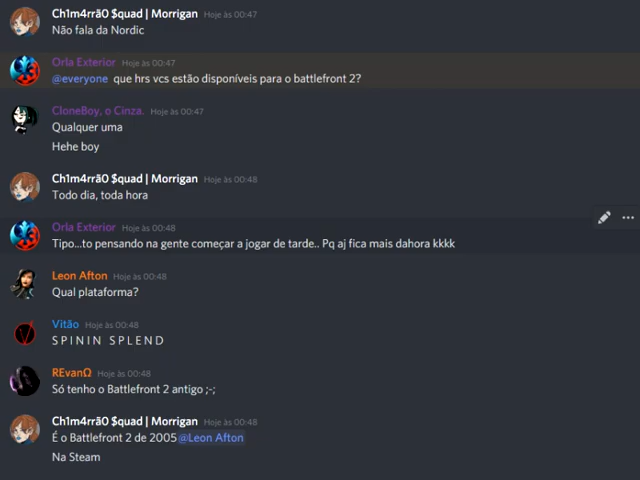 Ch1m4rrã0 $quad | Morrigan Hoje às 00:47
Não fala da Nordic
Orla Exterior Hoje às 00:47
@everyone que hrs vcs estão disponíveis para o battlefront 2?
CloneBoy, o Cinza. Hoje às 00:47
Qualquer uma
Hehe boy
Ch1m4rrã0 $quad | Morrigan Hoje às 00:48
Todo dia, toda hora
Orla Exterior Hoje às 00:48
Tipo...to pensando na gente começar a jogar de tarde.. Pq aj fica mais dahora kkkk
Leon Afton Hoje às 00:48
Qual plataforma?
Vitão Hoje às 00:48
S P I N I N S P L E N D
REvanΩ Hoje às 00:48
Só tenho o Battlefront 2 antigo ;-;
Ch1m4rrã0 $quad | Morrigan Hoje às 00:48
É o Battlefront 2 de 2005@Leon Afton
Na Steam